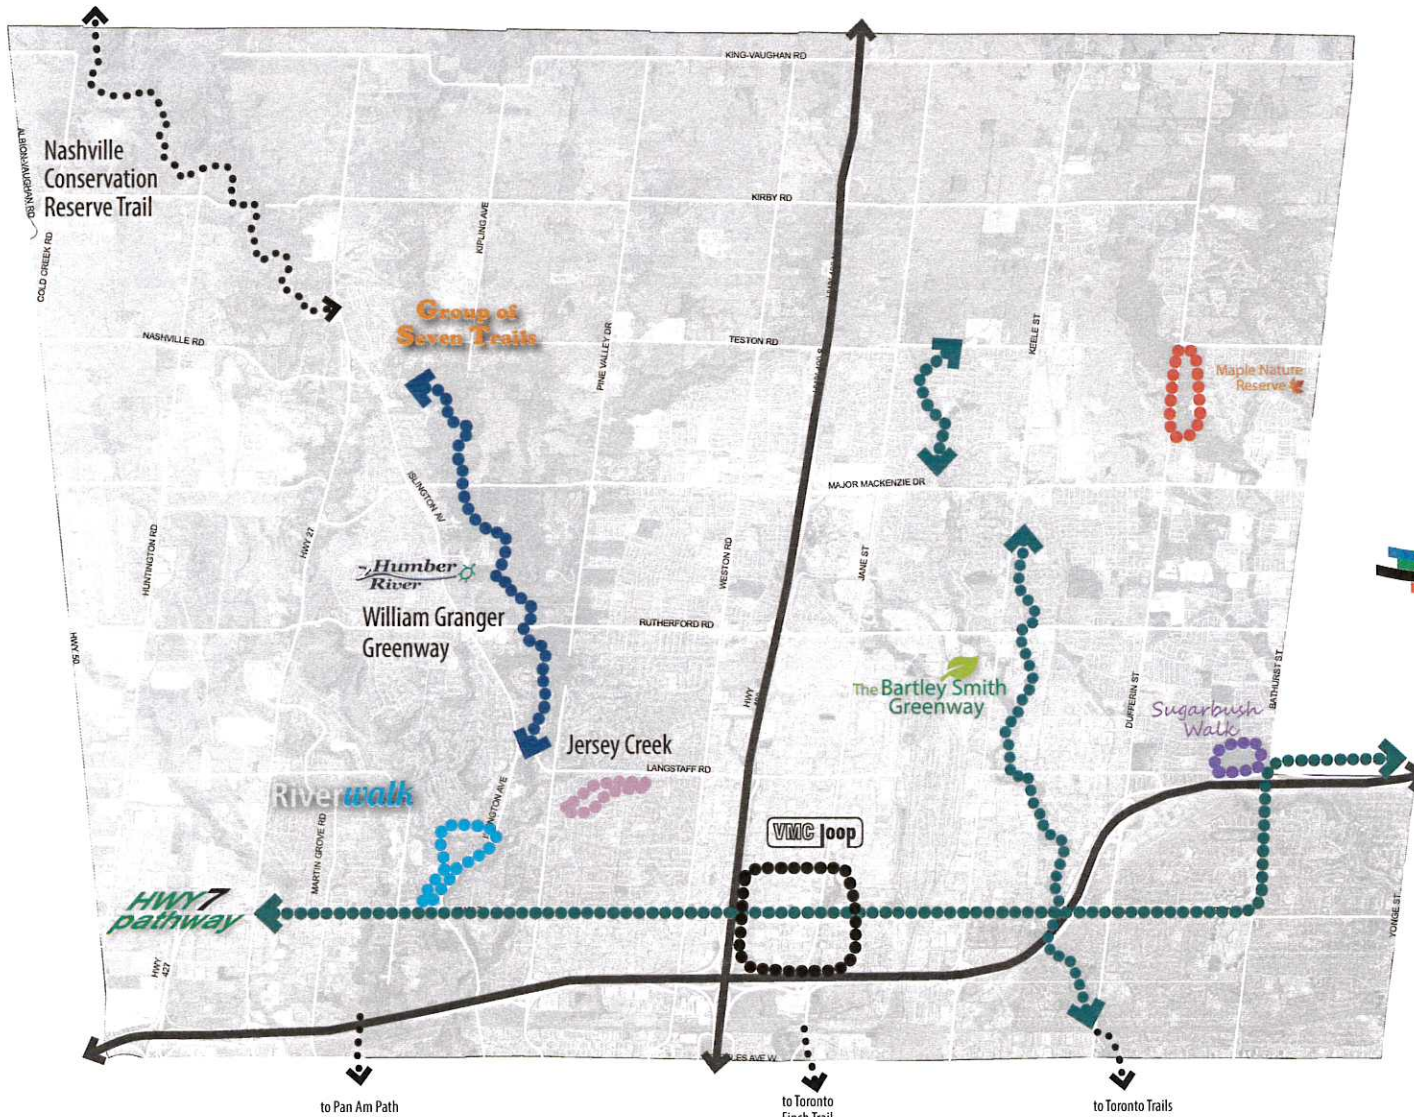 KING-VAUGHAN RD
ALBION-VAUGHAN RD
Nashville
Conservation
Reserve Trail
KIRBY RD
KIPLING AVE
COLD CREEK RD
Group of
Seven Trails
NASHVILLE RD
PINE VALLEY DR
TESTON RD
KEELE ST
Maple Nature
Reserve
ISLINGTON AV
MAJOR MACKENZIE DR
HUNTINGTON RD
HWY 27
WESTON RD
JANE ST
Humber
River
William Granger
Greenway
RUTHERFORD RD
HWY 50
The Bartley Smith
Greenway
DUFFERIN ST
BATHURST ST
Sugarbush
Walk
HWY
Jersey Creek
LANGSTAFF RD
Riverwalk
MARTIN GROVE RD
VMC loop
HWY7
pathway
YONGE ST
HWY
427
to Pan Am Path
to Toronto
Finch Trail
to Toronto Trails